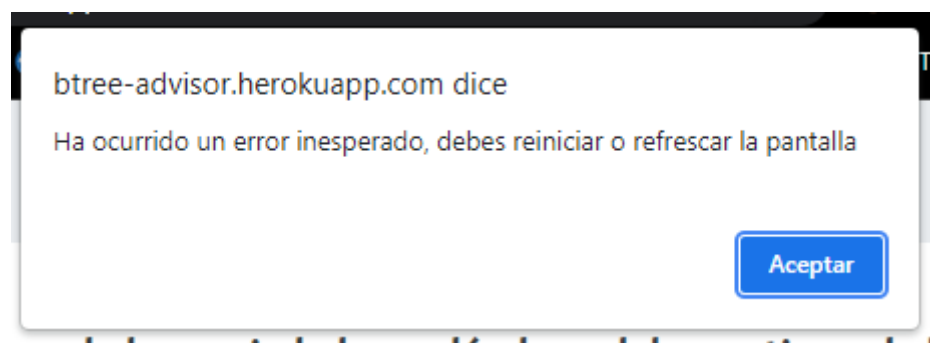 btree-advisor.herokuapp.com dice
Ha ocurrido un error inesperado, debes reiniciar o refrescar la pantalla
Aceptar